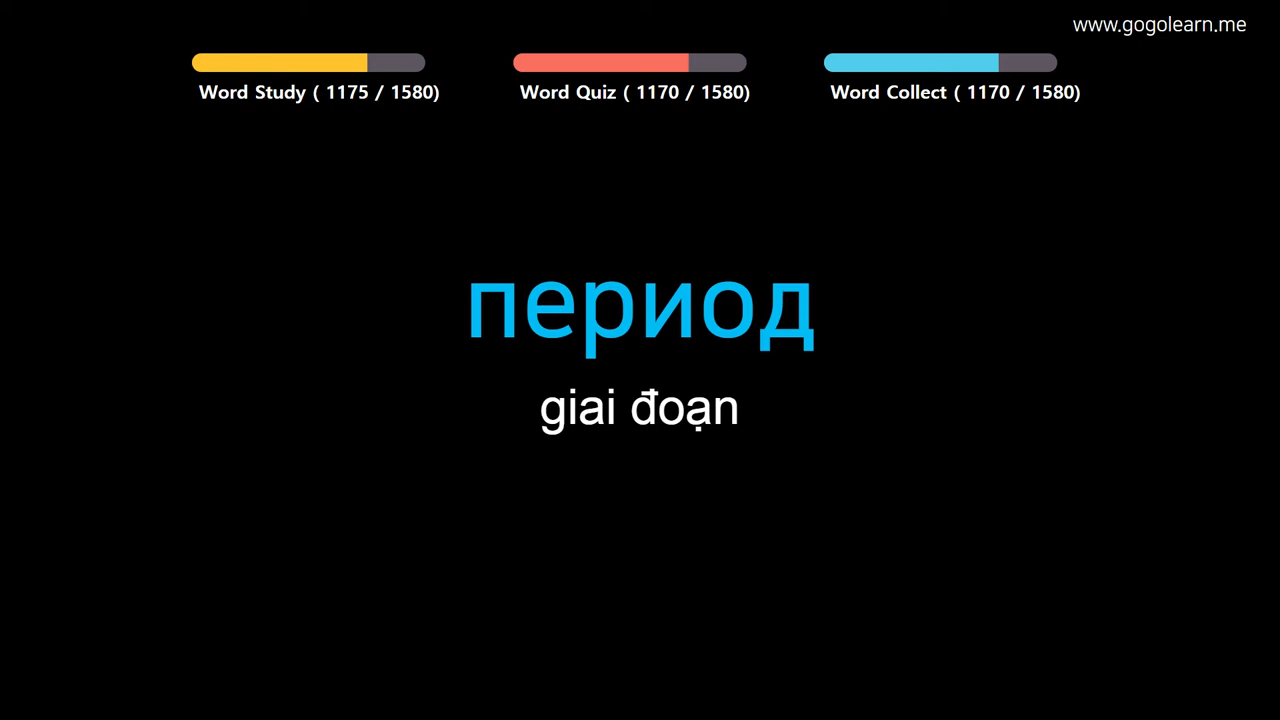 www.gogolearn.me
Word Study ( 1175 / 1580)
Word Quiz ( 1170 / 1580)
Word Collect ( 1170 / 1580)
период
giai đoạn